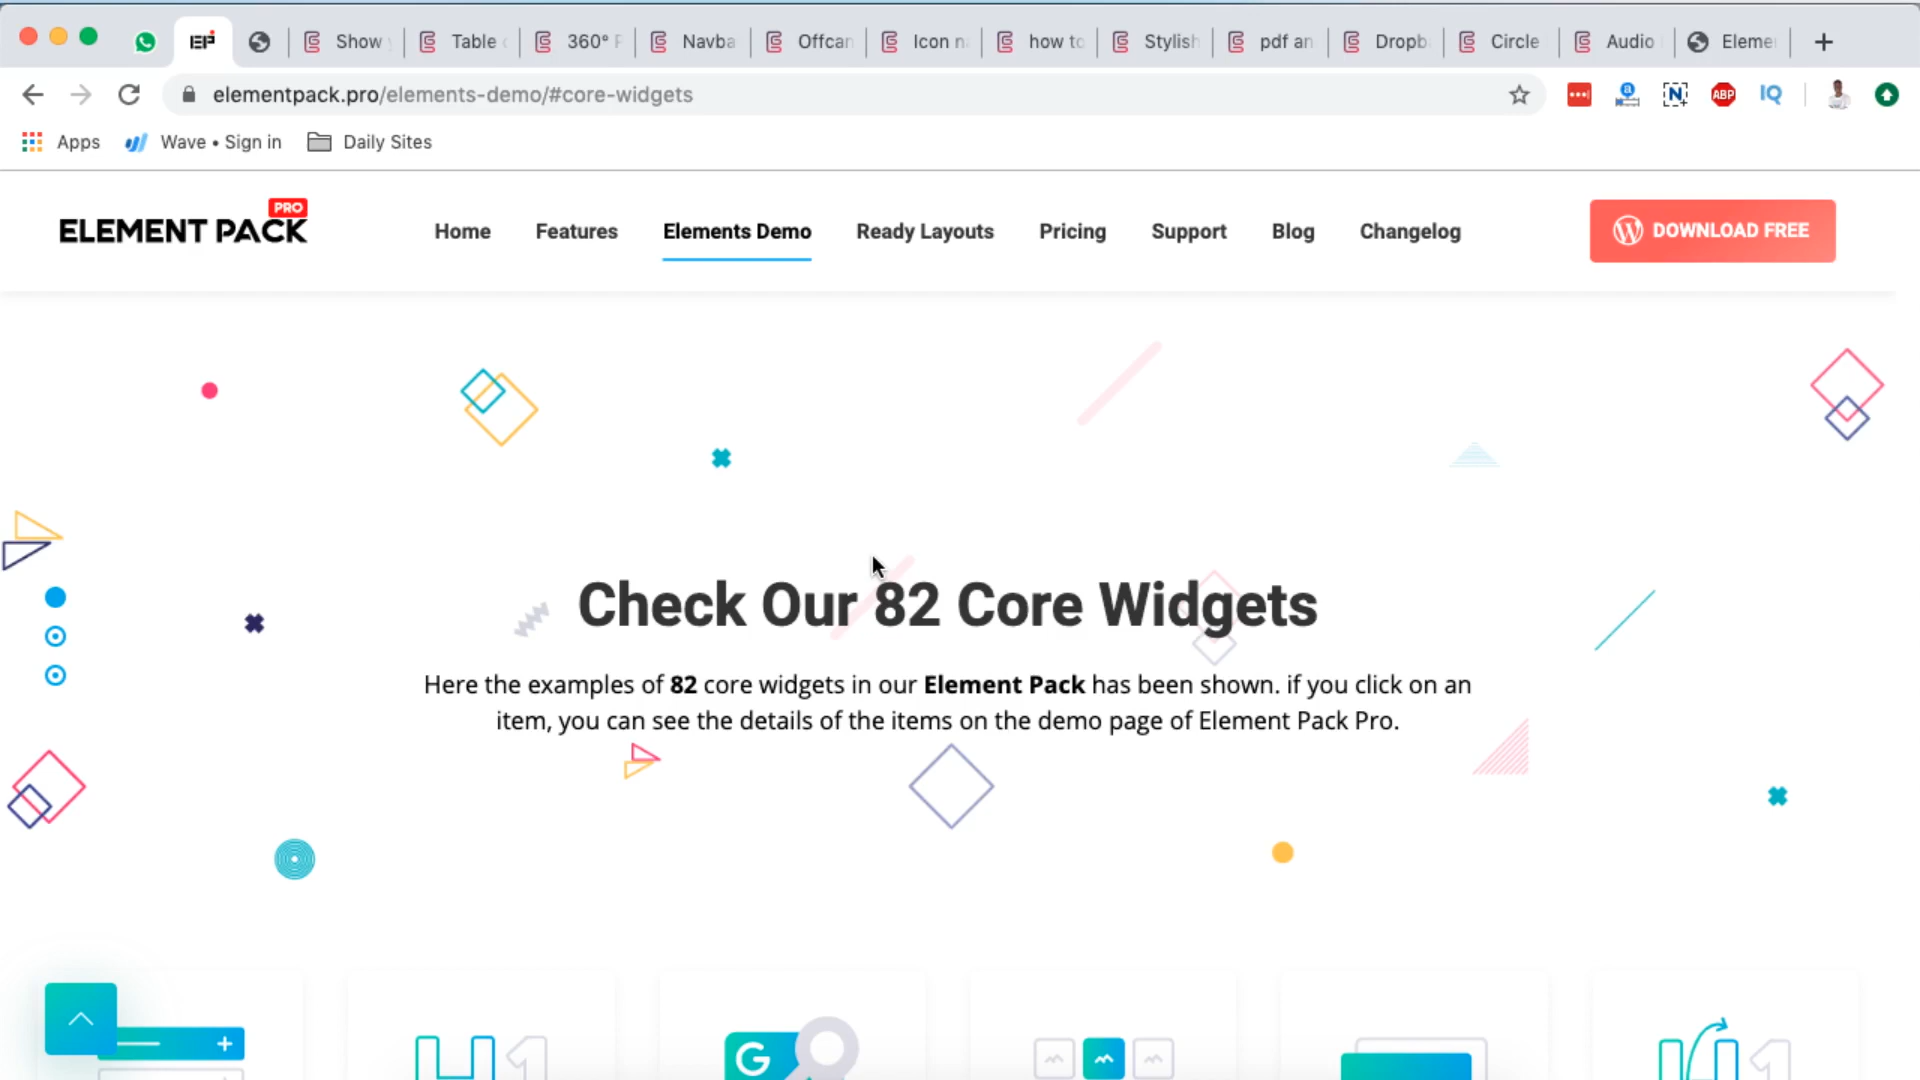 Show
Table
360°
Navba
Offcan
Icon n
how to
Stylish
pdf an
Dropb
Circle
Audio
Eleme
elementpack.pro/elements-demo/#core-widgets
ABP
IQ
Apps
Wave • Sign in
Daily Sites
ELEMENT PACK PRO
Home
Features
Elements Demo
Ready Layouts
Pricing
Support
Blog
Changelog
DOWNLOAD FREE
Check Our 82 Core Widgets
Here the examples of 82 core widgets in our Element Pack has been shown. if you click on an
item, you can see the details of the items on the demo page of Element Pack Pro.
G